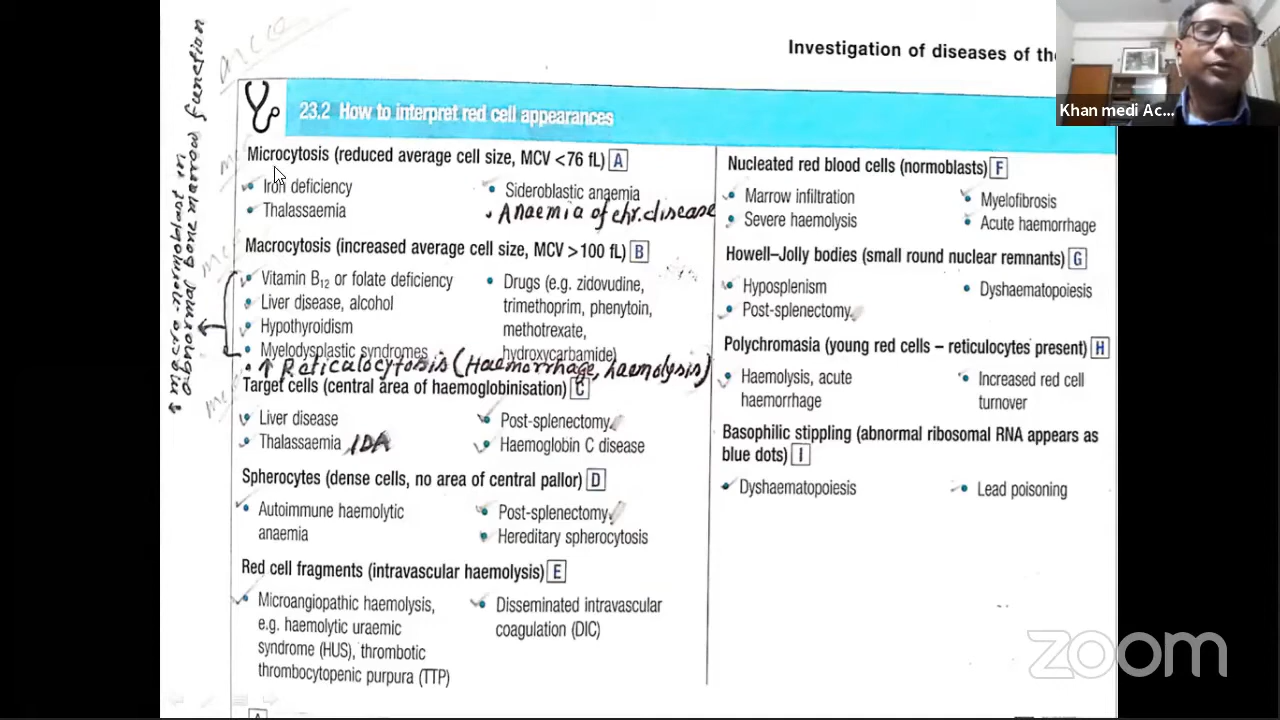 Investigation of diseases of the
Khan medi Ac...
23.2 How to interpret red cell appearances
Microcytosis (reduced average cell size, MCV <76 fL) A
Iron deficiency
Thalassaemia
Sideroblastic anaemia
Anaemia of chr. disease
Macrocytosis (increased average cell size, MCV >100 fL) B
Vitamin B12 or folate deficiency
Liver disease, alcohol
Hypothyroidism
Myelodysplastic syndromes
Drugs (e.g. zidovudine,
trimethoprim, phenytoin,
methotrexate,
hydroxycarbamide)
↑ Reticalocytosis (Haemorrhage, haemolysis)
Target cells (central area of haemoglobinisation) C
Liver disease
Thalassaemia, IDA
Post-splenectomy
Haemoglobin C disease
Spherocytes (dense cells, no area of central pallor) D
Autoimmune haemolytic
anaemia
Post-splenectomy
Hereditary spherocytosis
Red cell fragments (intravascular haemolysis) E
Microangiopathic haemolysis,
e.g. haemolytic uraemic
syndrome (HUS), thrombotic
thrombocytopenic purpura (TTP)
Disseminated intravascular
coagulation (DIC)
Nucleated red blood cells (normoblasts) F
Marrow infiltration
Severe haemolysis
Myelofibrosis
Acute haemorrhage
Howell–Jolly bodies (small round nuclear remnants) G
Hyposplenism
Post-splenectomy
Dyshaematopoiesis
Polychromasia (young red cells – reticulocytes present) H
Haemolysis, acute
haemorrhage
Increased red cell
turnover
Basophilic stippling (abnormal ribosomal RNA appears as
blue dots) I
Dyshaematopoiesis
Lead poisoning
abnormal bone marrow function
zoom